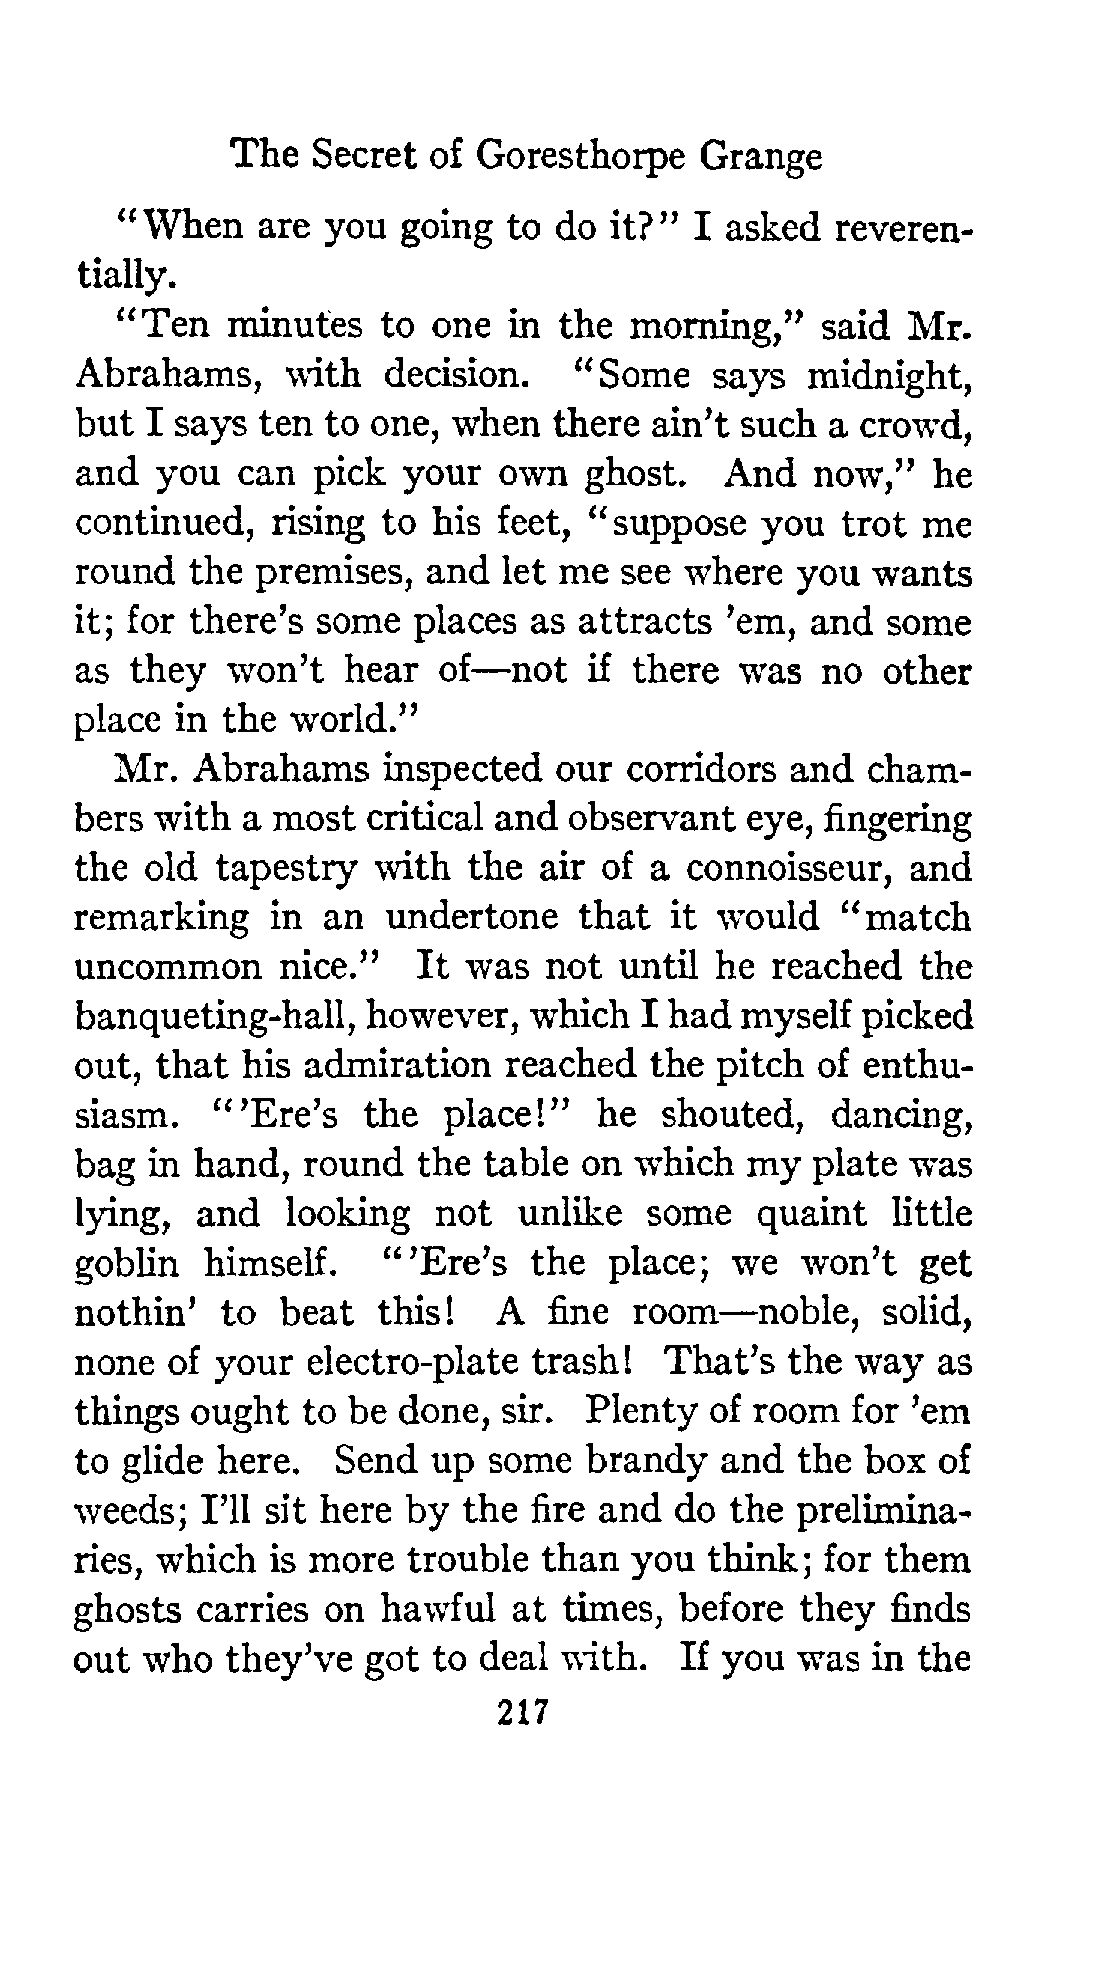 The Secret of Goresthorpe Grange
“When are you going to do it?” I asked reveren-
tially.
“Ten minutes to one in the morning,” said Mr.
Abrahams, with decision. “Some says midnight,
but I says ten to one, when there ain’t such a crowd,
and you can pick your own ghost. And now,” he
continued, rising to his feet, “suppose you trot me
round the premises, and let me see where you wants
it; for there’s some places as attracts ’em, and some
as they won’t hear of—not if there was no other
place in the world.”
Mr. Abrahams inspected our corridors and cham-
bers with a most critical and observant eye, fingering
the old tapestry with the air of a connoisseur, and
remarking in an undertone that it would “match
uncommon nice.” It was not until he reached the
banqueting-hall, however, which I had myself picked
out, that his admiration reached the pitch of enthu-
siasm. “’Ere’s the place!” he shouted, dancing,
bag in hand, round the table on which my plate was
lying, and looking not unlike some quaint little
goblin himself. “’Ere’s the place; we won’t get
nothin’ to beat this! A fine room—noble, solid,
none of your electro-plate trash! That’s the way as
things ought to be done, sir. Plenty of room for ’em
to glide here. Send up some brandy and the box of
weeds; I’ll sit here by the fire and do the prelimina-
ries, which is more trouble than you think; for them
ghosts carries on hawful at times, before they finds
out who they’ve got to deal with. If you was in the
217